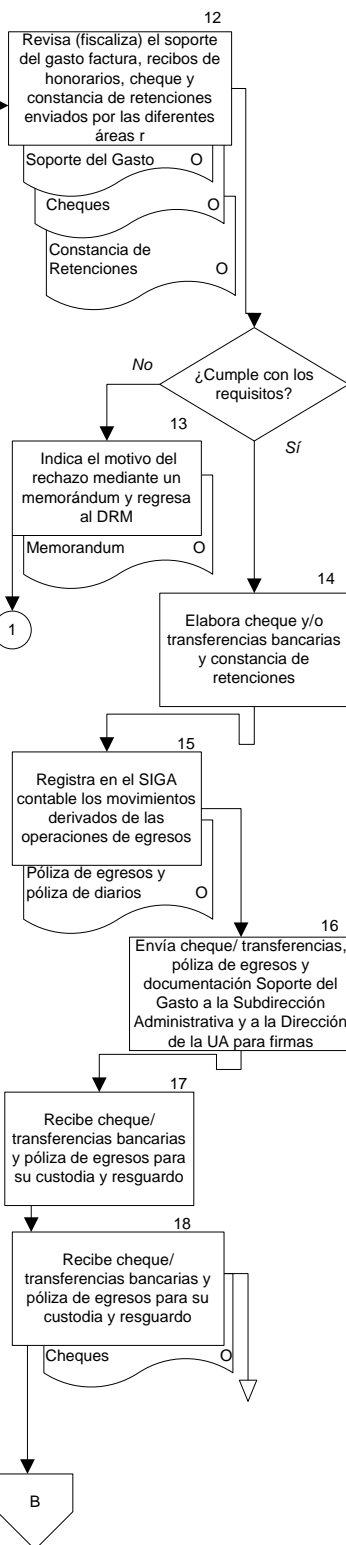 12
Revisa (fiscaliza) el soporte
del gasto factura, recibos de
honorarios, cheque y
constancia de retenciones
enviados por las diferentes
áreas r
Soporte del Gasto O
Cheques O
Constancia de
Retenciones O
¿Cumple con los
requisitos?
No
Sí
13
Indica el motivo del
rechazo mediante un
memorándum y regresa
al DRM
Memorandum O
1
14
Elabora cheque y/o
transferencias bancarias
y constancia de
retenciones
15
Registra en el SIGA
contable los movimientos
derivados de las
operaciones de egresos
Póliza de egresos y
póliza de diarios O
16
Envía cheque/ transferencias,
póliza de egresos y
documentación Soporte del
Gasto a la Subdirección
Administrativa y a la Dirección
de la UA para firmas
17
Recibe cheque/
transferencias bancarias
y póliza de egresos para
su custodia y resguardo
18
Recibe cheque/
transferencias bancarias y
póliza de egresos para su
custodia y resguardo
Cheques O
B